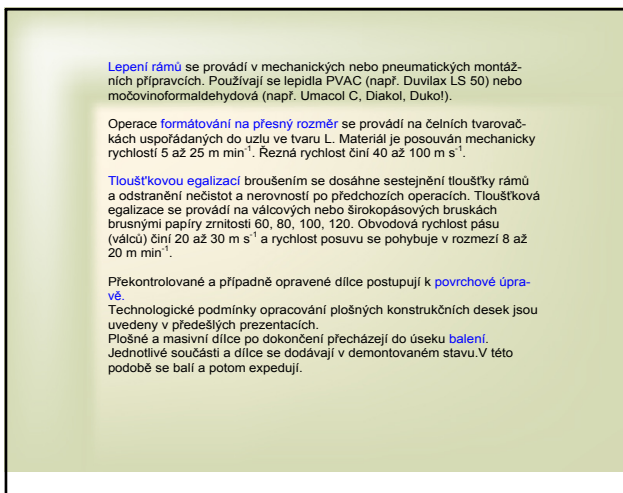 Lepení rámů se provádí v mechanických nebo pneumatických montáž-
ních přípravcích. Používají se lepidla PVAC (např. Duvilax LS 50) nebo
močovinoformaldehydová (např. Umacol C, Diakol, Duko!).
Operace formátování na přesný rozměr se provádí na čelních tvarovač-
kách uspořádaných do uzlu ve tvaru L. Materiál je posouván mechanicky
rychlostí 5 až 25 m min⁻¹. Řezná rychlost činí 40 až 100 m s⁻¹.
Tloušt'kovou egalizací broušením se dosáhne sestejnění tloušťky rámů
a odstranění nečistot a nerovností po předchozích operacích. Tloušťková
egalizace se provádí na válcových nebo širokopásových bruskách
brusnými papíry zrnitosti 60, 80, 100, 120. Obvodová rychlost pásu
(válců) činí 20 až 30 m s⁻¹ a rychlost posuvu se pohybuje v rozmezí 8 až
20 m min⁻¹.
Překontrolované a případně opravené dílce postupují k povrchové úpra-
vě.
Technologické podmínky opracování plošných konstrukčních desek jsou
uvedeny v předešlých prezentacích.
Plošné a masivní dílce po dokončení přecházejí do úseku balení.
Jednotlivé součásti a dílce se dodávají v demontovaném stavu.V této
podobě se balí a potom expedují.